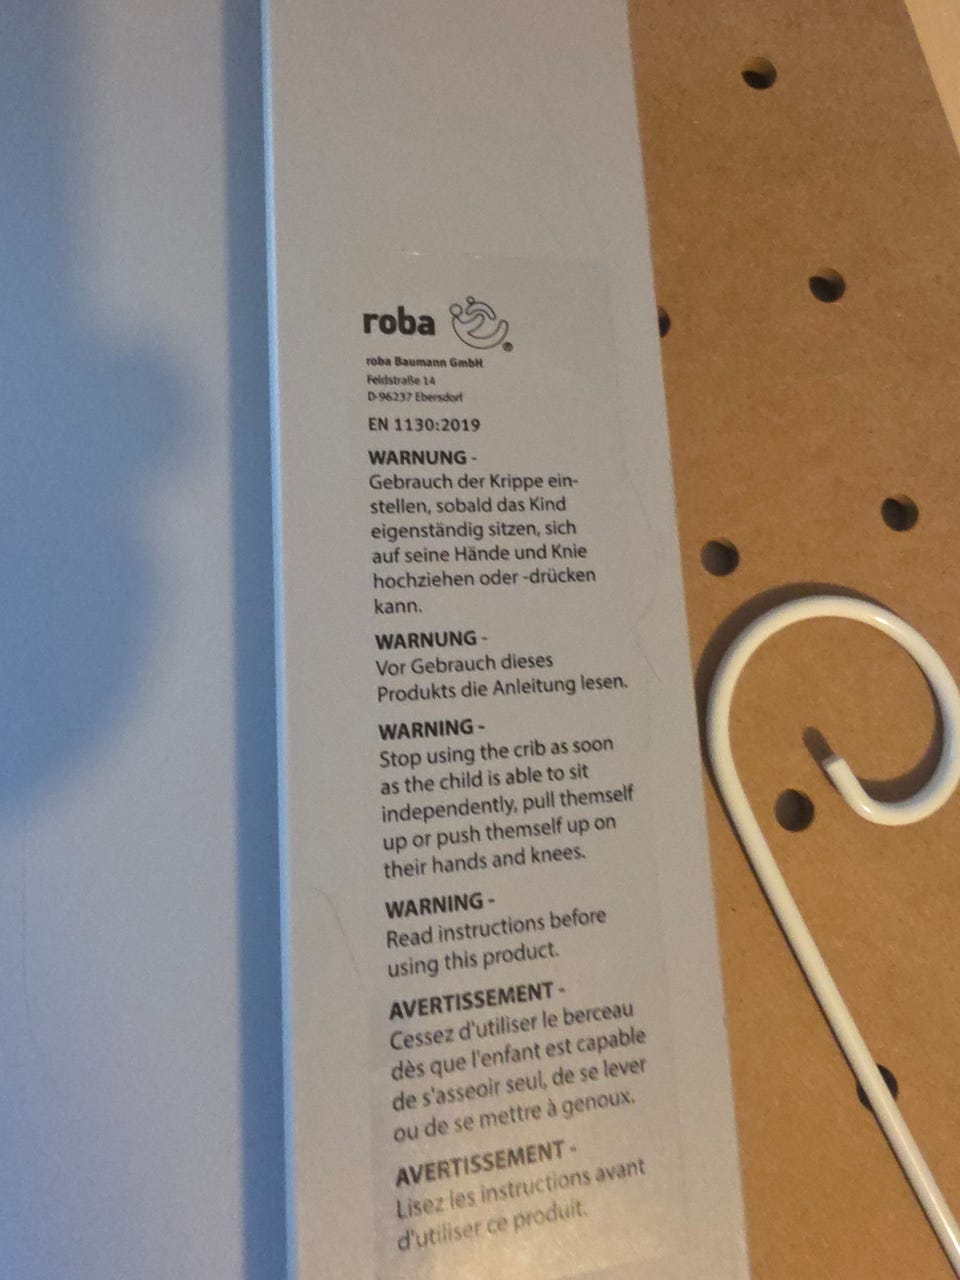 roba
roba Baumann GmbH
Feldstraße 14
D-96237 Ebersdorf
EN 1130:2019
WARNUNG -
Gebrauch der Krippe ein-
stellen, sobald das Kind
eigenständig sitzen, sich
auf seine Hände und Knie
hochziehen oder -drücken
kann.
WARNUNG -
Vor Gebrauch dieses
Produkts die Anleitung lesen.
WARNING -
Stop using the crib as soon
as the child is able to sit
independently, pull themself
up or push themself up on
their hands and knees.
WARNING -
Read instructions before
using this product.
AVERTISSEMENT -
Cessez d'utiliser le berceau
dès que l'enfant est capable
de s'asseoir seul, de se lever
ou de se mettre à genoux.
AVERTISSEMENT -
Lisez les instructions avant
d'utiliser ce produit.